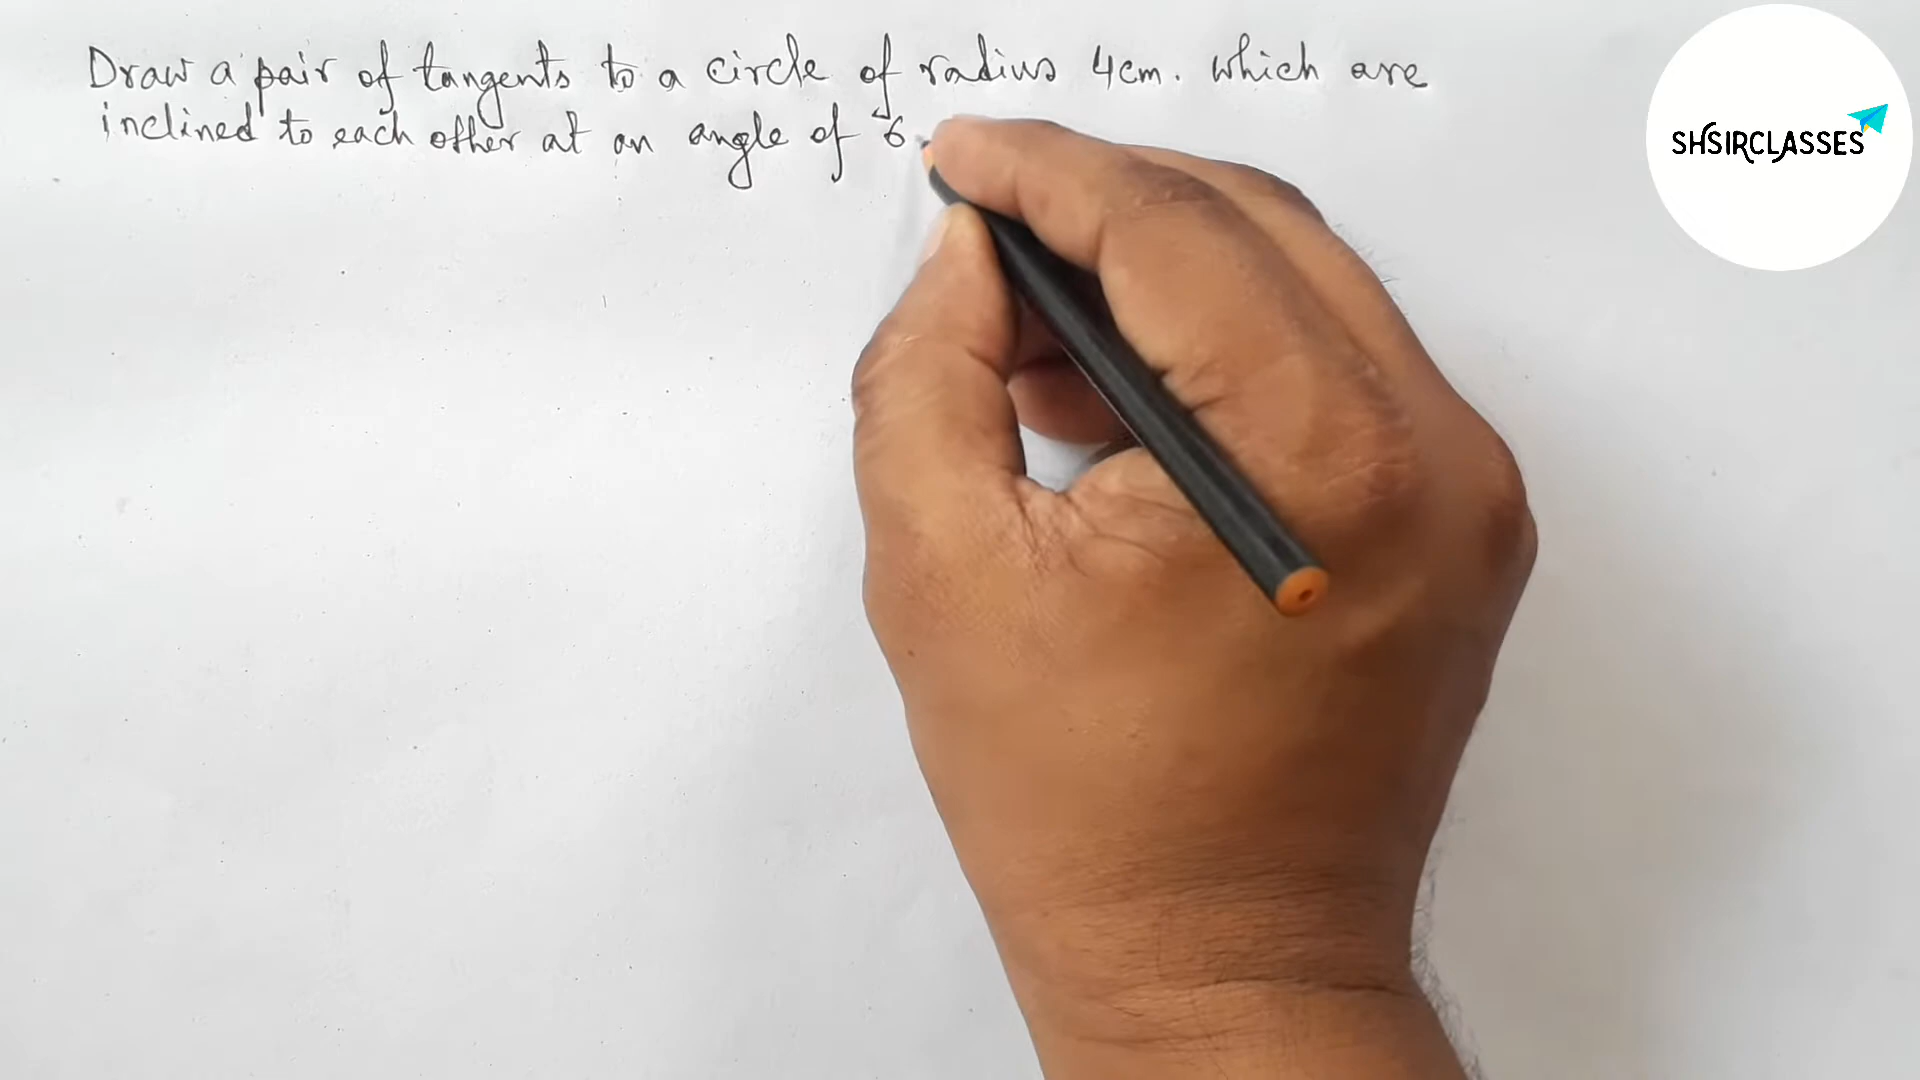 Draw a pair of tangents to a circle of radius 4cm. which are
inclined to each other at an angle of 6
SHSIRCLASSES